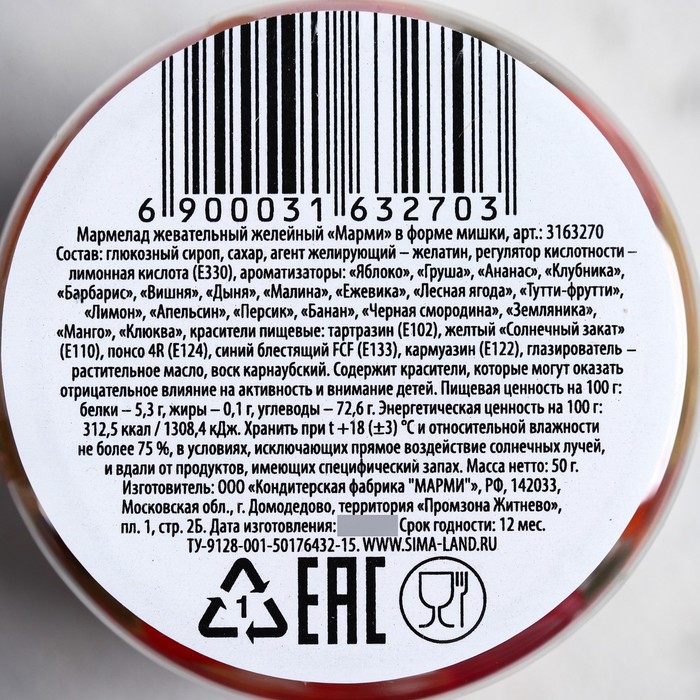 6 900031 632703
Мармелад жевательный желейный «Марми» в форме мишки, арт.: 3163270
Состав: глюкозный сироп, сахар, агент желирующий – желатин, регулятор кислотности –
лимонная кислота (Е330), ароматизаторы: «Яблоко», «Груша», «Ананас», «Клубника»,
«Барбарис», «Вишня», «Дыня», «Малина», «Ежевика», «Лесная ягода», «Тутти-фрутти»,
«Лимон», «Апельсин», «Персик», «Банан», «Черная смородина», «Земляника»,
«Манго», «Клюква», красители пищевые: тартразин (Е102), желтый «Солнечный закат»
(Е110), понсо 4R (Е124), синий блестящий FCF (Е133), кармуазин (Е122), глазирователь –
растительное масло, воск карнаубский. Содержит красители, которые могут оказать
отрицательное влияние на активность и внимание детей. Пищевая ценность на 100 г:
белки – 5,3 г, жиры – 0,1 г, углеводы – 72,6 г. Энергетическая ценность на 100 г:
312,5 ккал / 1308,4 кДж. Хранить при t +18 (±3) °С и относительной влажности
не более 75 %, в условиях, исключающих прямое воздействие солнечных лучей,
и вдали от продуктов, имеющих специфический запах. Масса нетто: 50 г.
Изготовитель: ООО «Кондитерская фабрика "МАРМИ"», РФ, 142033,
Московская обл., г. Домодедово, территория «Промзона Житнево»,
пл. 1, стр. 2Б. Дата изготовления: Срок годности: 12 мес.
ТУ-9128-001-50176432-15. WWW.SIMA-LAND.RU
1 EAC